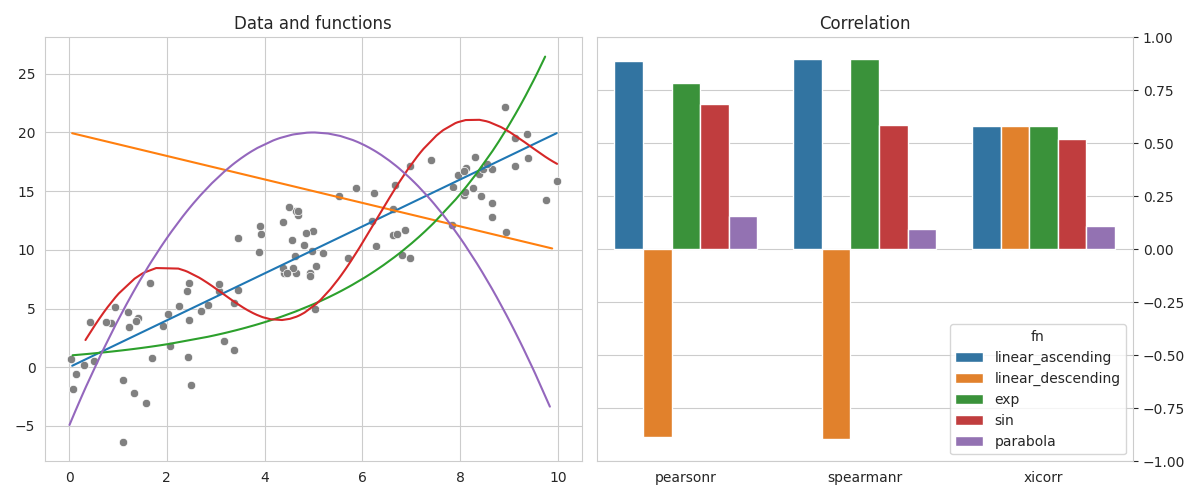 Data and functions
25
20
15
10
5
0
−5
0 2 4 6 8 10
Correlation
1.00
0.75
0.50
0.25
0.00
−0.25
−0.50
−0.75
−1.00
fn
linear_ascending
linear_descending
exp
sin
parabola
pearsonr spearmanr xicorr